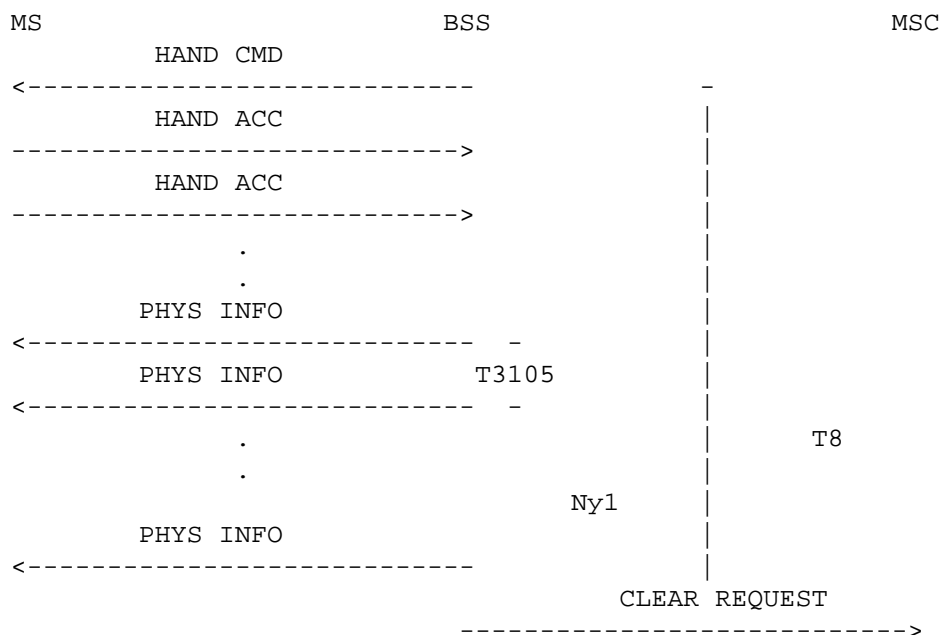 MS BSS MSC
HAND CMD
<---------------------------- -
HAND ACC |
----------------------------> |
HAND ACC |
----------------------------> |
. |
. |
PHYS INFO |
<---------------------------- - |
PHYS INFO T3105 |
<---------------------------- - |
. | T8
. |
Ny1 |
PHYS INFO |
<---------------------------- |
CLEAR REQUEST
---------------------------->